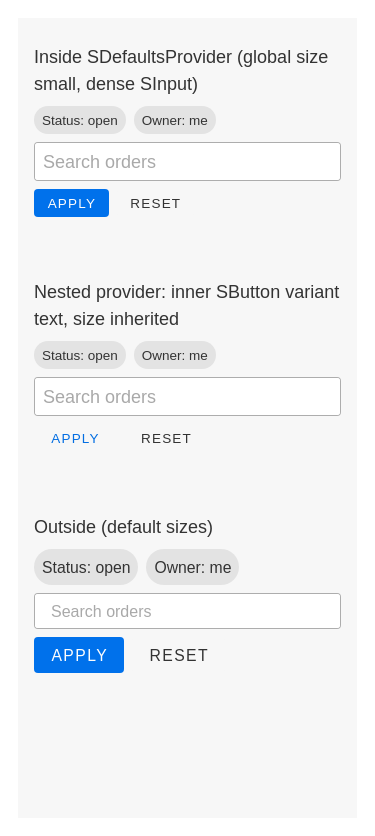 Inside SDefaultsProvider (global size
small, dense SInput)
Status: open Owner: me
Search orders
APPLY RESET
Nested provider: inner SButton variant
text, size inherited
Status: open Owner: me
Search orders
APPLY RESET
Outside (default sizes)
Status: open Owner: me
Search orders
APPLY RESET